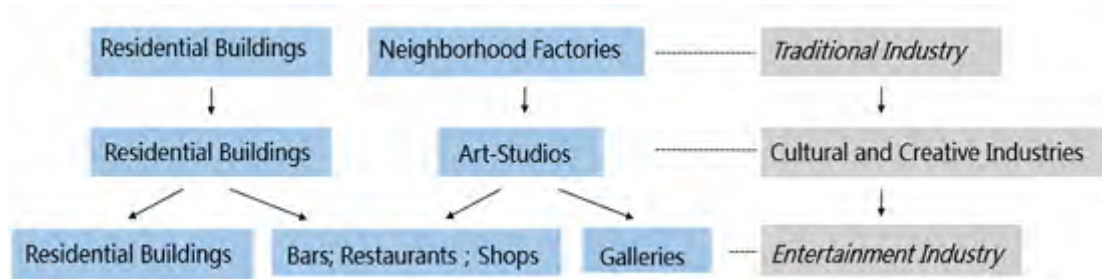 Residential Buildings
Neighborhood Factories
Traditional Industry
Residential Buildings
Art-Studios
Cultural and Creative Industries
Residential Buildings
Bars; Restaurants ; Shops
Galleries
Entertainment Industry